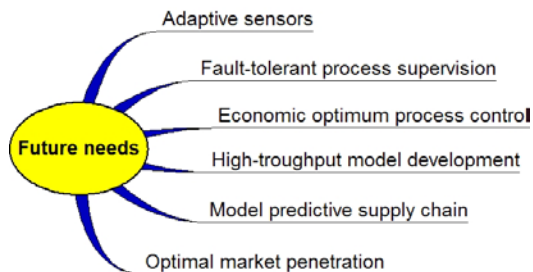 Adaptive sensors
Fault-tolerant process supervision
Economic optimum process control
Future needs
High-troughput model development
Model predictive supply chain
Optimal market penetration